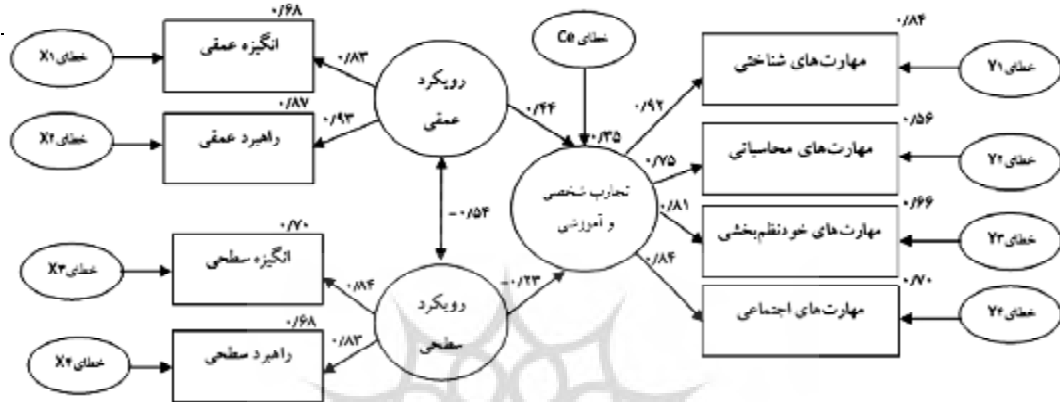 خطای Ce
۰/۸۴
مهارت‌های شناختی
خطای Y۱
۰/۹۲
۰/۵۶
مهارت‌های محاسباتی
خطای Y۲
۰/۷۵
۰/۶۶
مهارت‌های خودنظم‌بخشی
خطای Y۳
۰/۸۱
۰/۷۰
مهارت‌های اجتماعی
خطای Y۴
۰/۸۴
۰/۳۵
تجارب شخصی
و آموزشی
۰/۴۴
-۰/۲۳
رویکرد
عمقی
-۰/۵۴
رویکرد
سطحی
۰/۸۳
۰/۹۳
۰/۸۴
۰/۸۳
۰/۶۸
انگیزه عمقی
خطای X۱
۰/۸۷
راهبرد عمقی
خطای X۲
۰/۷۰
انگیزه سطحی
خطای X۳
۰/۶۸
راهبرد سطحی
خطای X۴